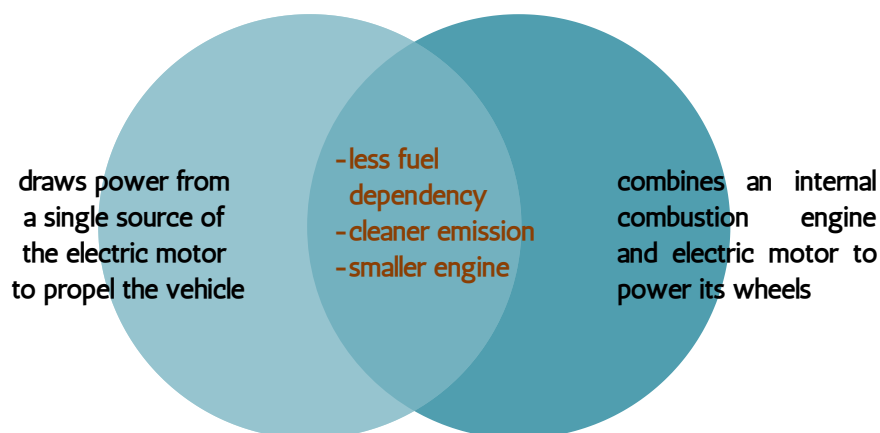 draws power from
a single source of
the electric motor
to propel the vehicle
-less fuel
dependency
-cleaner emission
-smaller engine
combines an internal
combustion engine
and electric motor to
power its wheels